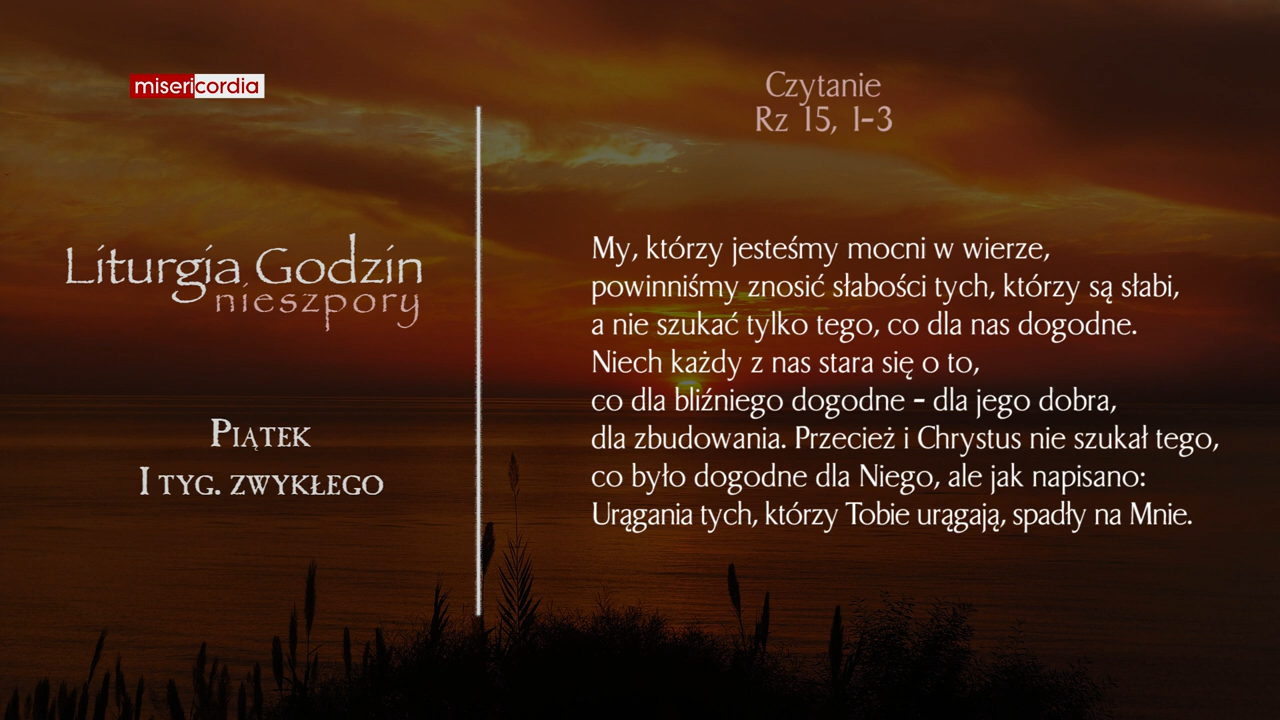 misericordia
Liturgia Godzin
nieszpory
Piątek
I tyg. zwykłego
Czytanie
Rz 15, 1-3
My, którzy jesteśmy mocni w wierze,
powinniśmy znosić słabości tych, którzy są słabi,
a nie szukać tylko tego, co dla nas dogodne.
Niech każdy z nas stara się o to,
co dla bliźniego dogodne - dla jego dobra,
dla zbudowania. Przecież i Chrystus nie szukał tego,
co było dogodne dla Niego, ale jak napisano:
Urągania tych, którzy Tobie urągają, spadły na Mnie.